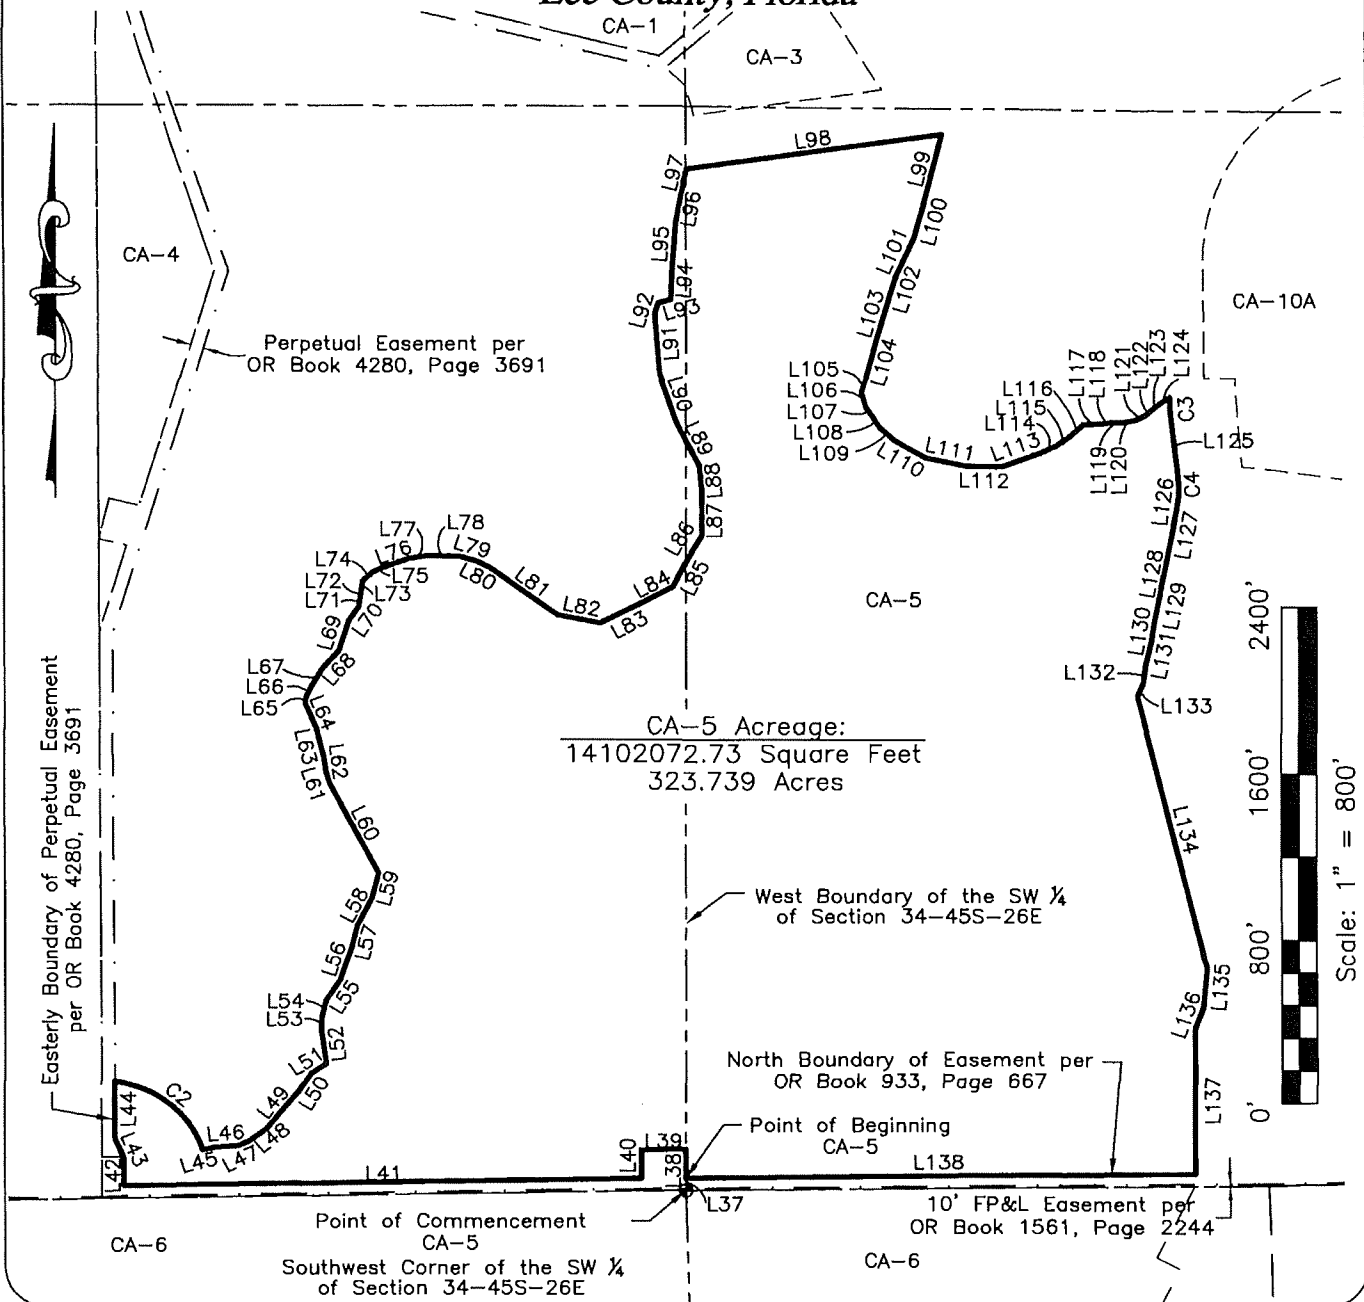 Lee County, Florida
CA-1
CA-3
CA-4
CA-10A
Perpetual Easement per
OR Book 4280, Page 3691
L97
L98
L99
L96
L100
L95
L101
L94
L102
L92
L93
L103
L91
L104
L90
L89
L88
L87
L86
L85
L84
L83
L82
L81
L80
L79
L78
L77
L76
L75
L74
L73
L72
L71
L70
L69
L68
L67
L66
L65
L64
L63
L62
L61
L60
L59
L58
L57
L56
L55
L54
L53
L52
L51
L50
L49
L48
L47
L46
L45
C2
L44
L43
L42
L41
L40
L39
L38
L37
L105
L106
L107
L108
L109
L110
L111
L112
L113
L114
L115
L116
L117
L118
L119
L120
L121
L122
L123
L124
C3
L125
C4
L126
L127
L128
L129
L130
L131
L132
L133
L134
L135
L136
L137
L138
CA-5
CA-5 Acreage:
14102072.73 Square Feet
323.739 Acres
Easterly Boundary of Perpetual Easement
per OR Book 4280, Page 3691
West Boundary of the SW ¼
of Section 34-45S-26E
North Boundary of Easement per
OR Book 933, Page 667
Point of Beginning
CA-5
2400'
1600'
800'
0'
Scale: 1" = 800'
Point of Commencement
CA-5
Southwest Corner of the SW ¼
of Section 34-45S-26E
10' FP&L Easement per
OR Book 1561, Page 2244
CA-6
CA-6